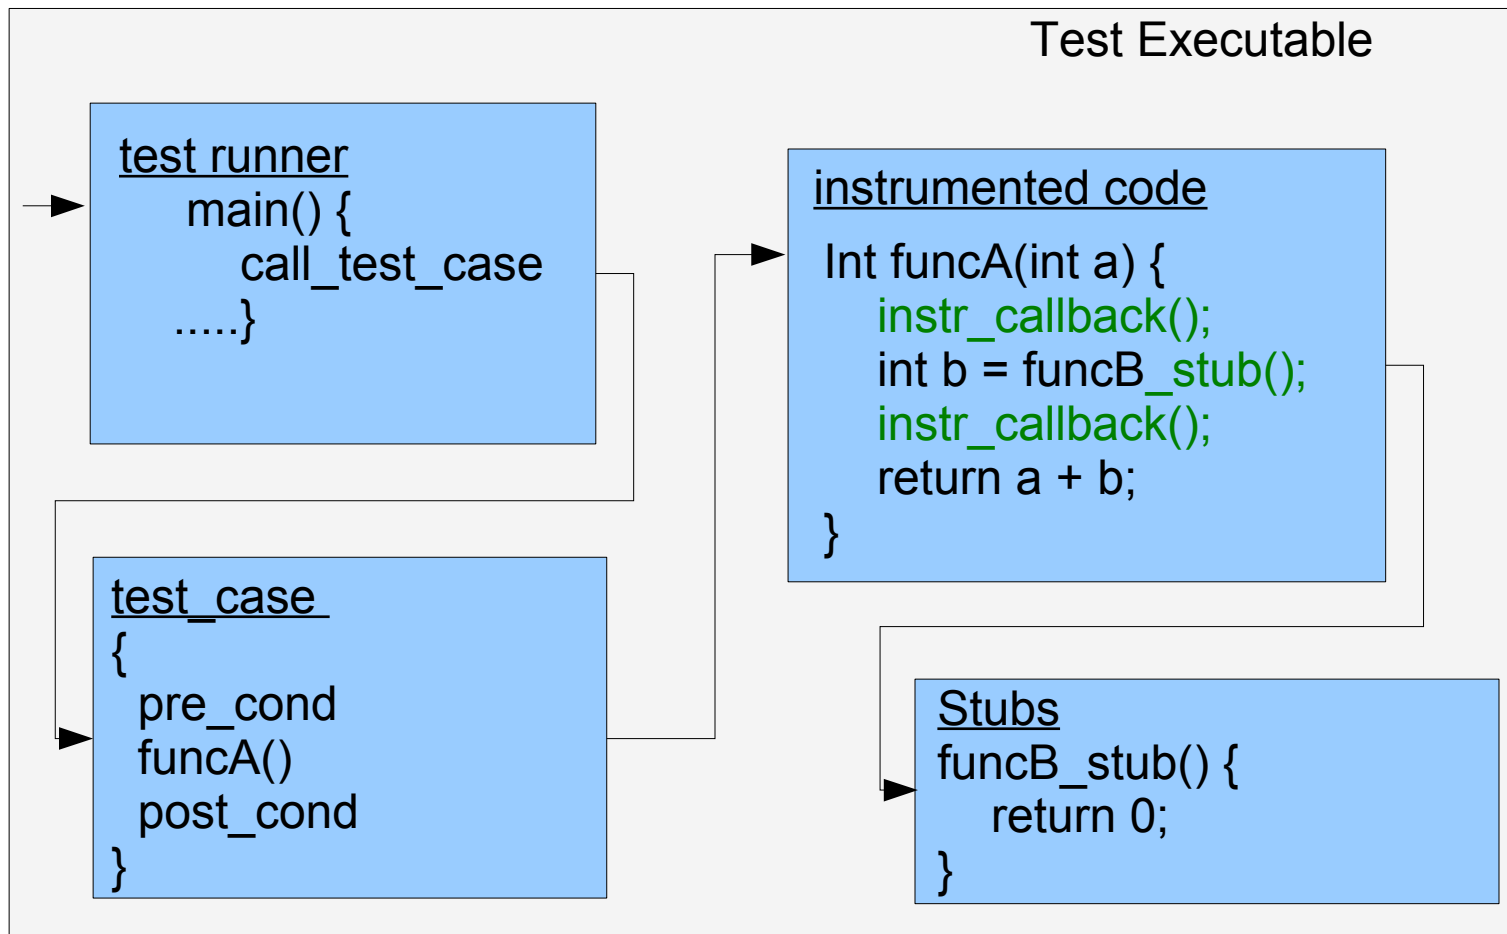 Test Executable
test runner
main() {
call_test_case
.....}
instrumented code
Int funcA(int a) {
instr_callback();
int b = funcB_stub();
instr_callback();
return a + b;
}
test_case
{
pre_cond
funcA()
post_cond
}
Stubs
funcB_stub() {
return 0;
}